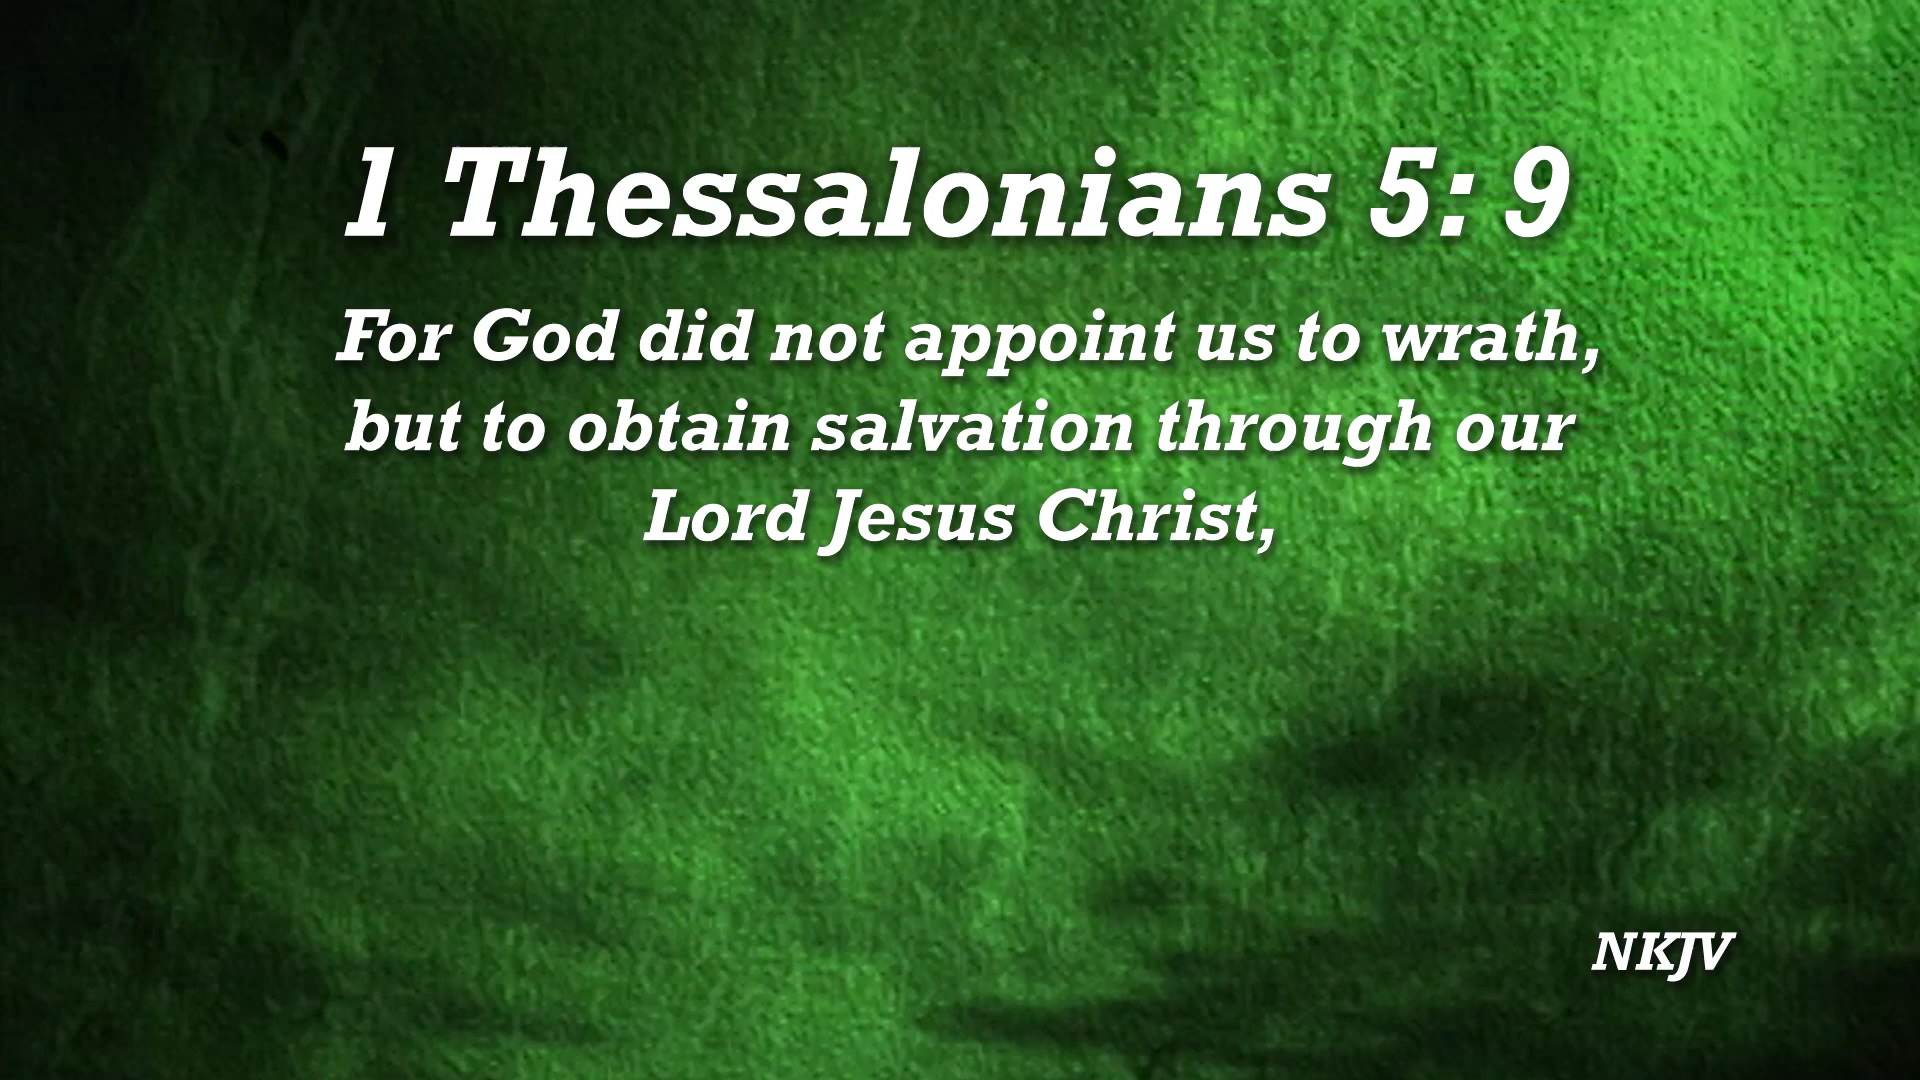 1 Thessalonians 5: 9
For God did not appoint us to wrath,
but to obtain salvation through our
Lord Jesus Christ,
NKJV